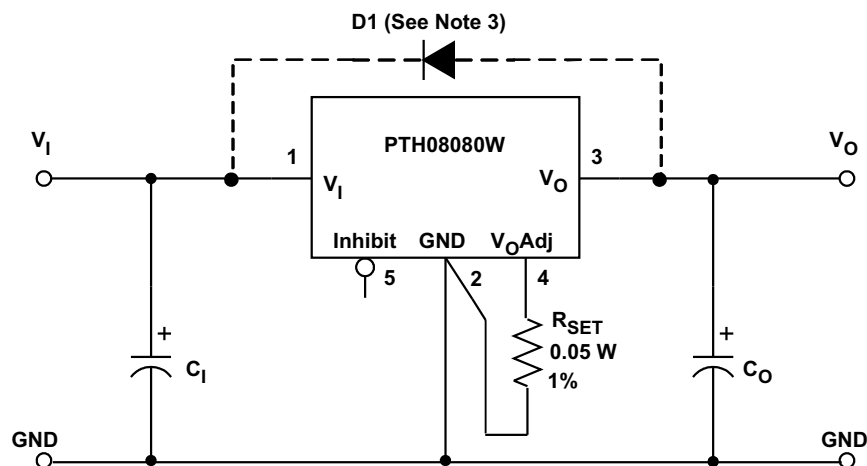 D1 (See Note 3)
V_I
1
PTH08080W
3
V_O
V_I
V_O
Inhibit
GND
V_OAdj
5
2
4
+
C_I
R_SET
0.05 W
1%
+
C_O
GND
GND